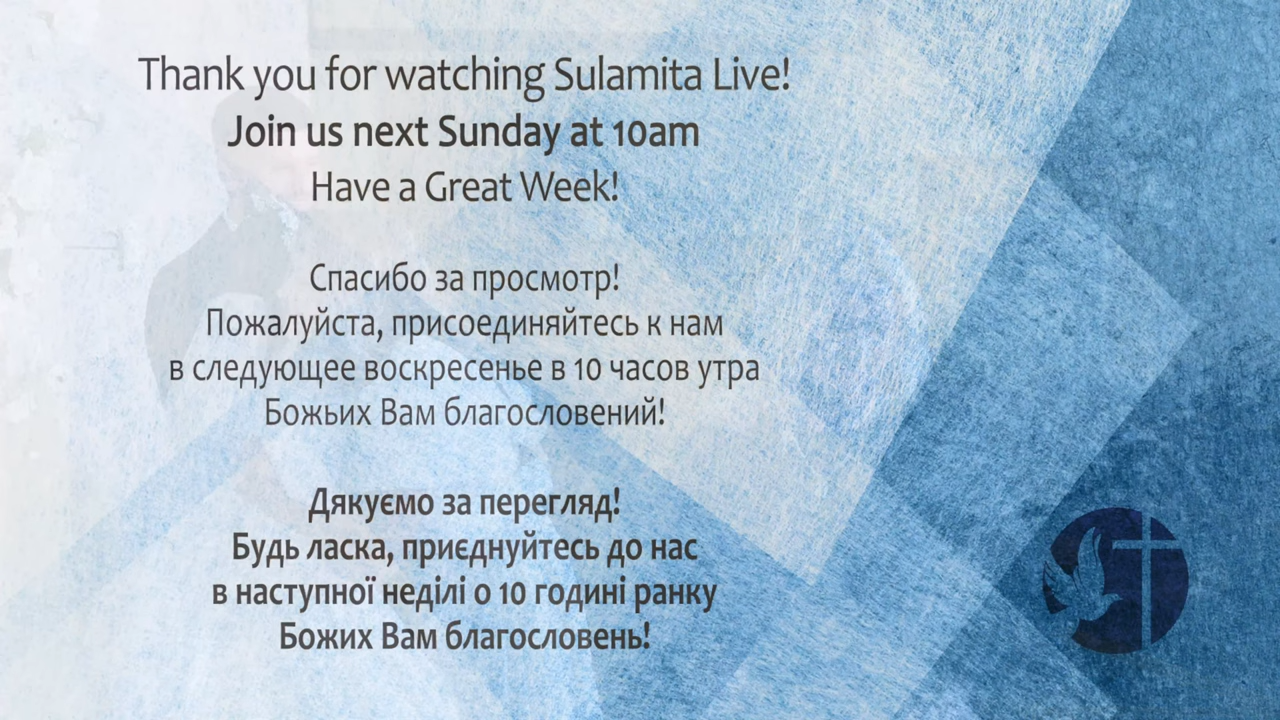 Thank you for watching Sulamita Live!
Join us next Sunday at 10am
Have a Great Week!
Спасибо за просмотр!
Пожалуйста, присоединяйтесь к нам
в следующее воскресенье в 10 часов утра
Божьих Вам благословений!
Дякуємо за перегляд!
Будь ласка, приєднуйтесь до нас
в наступної неділі о 10 годині ранку
Божих Вам благословень!